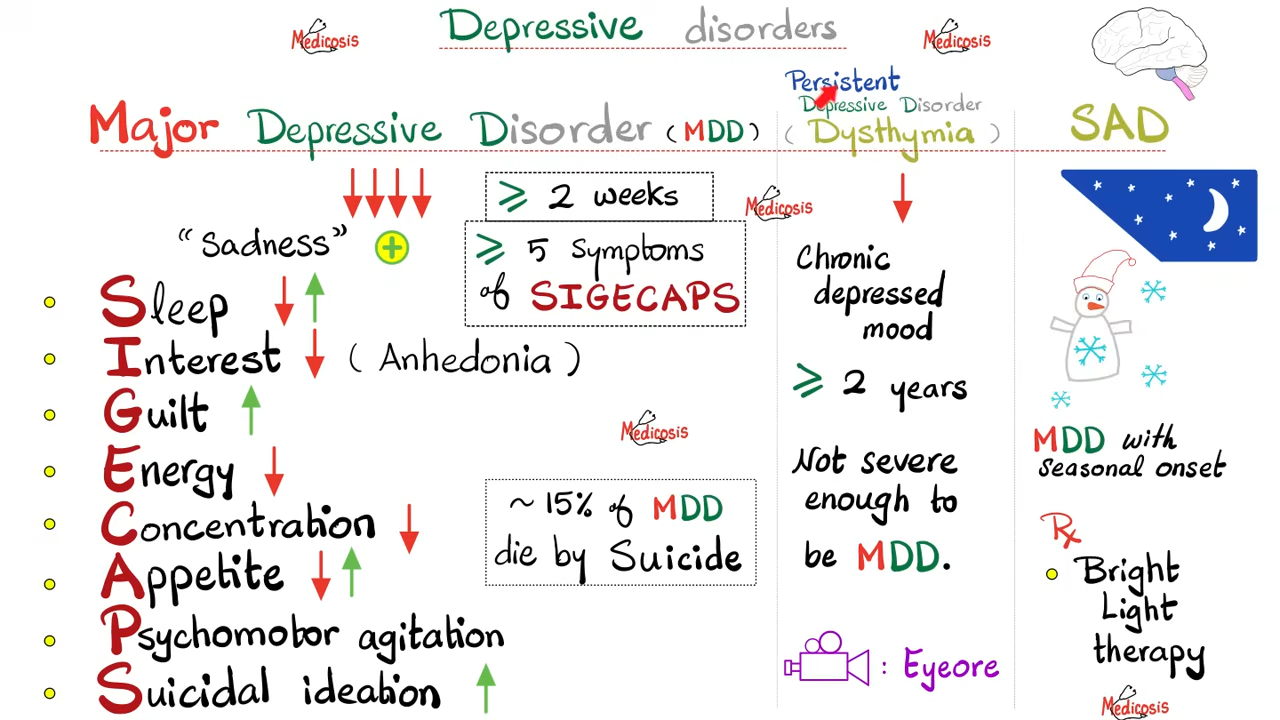 Medicosis
Depressive disorders
Medicosis
Major Depressive Disorder (MDD)
"Sadness" +
≥ 2 weeks
≥ 5 Symptoms
of SIGECAPS
Medicosis
Sleep
Interest (Anhedonia)
Guilt
Energy
Concentration
Appetite
Psychomotor agitation
Suicidal ideation
Medicosis
~ 15% of MDD
die by Suicide
Persistent
Depressive Disorder
(Dysthymia)
Chronic
depressed
mood
≥ 2 years
Not severe
enough to
be MDD.
: Eyeore
SAD
MDD with
seasonal onset
Rx
Bright
Light
therapy
Medicosis